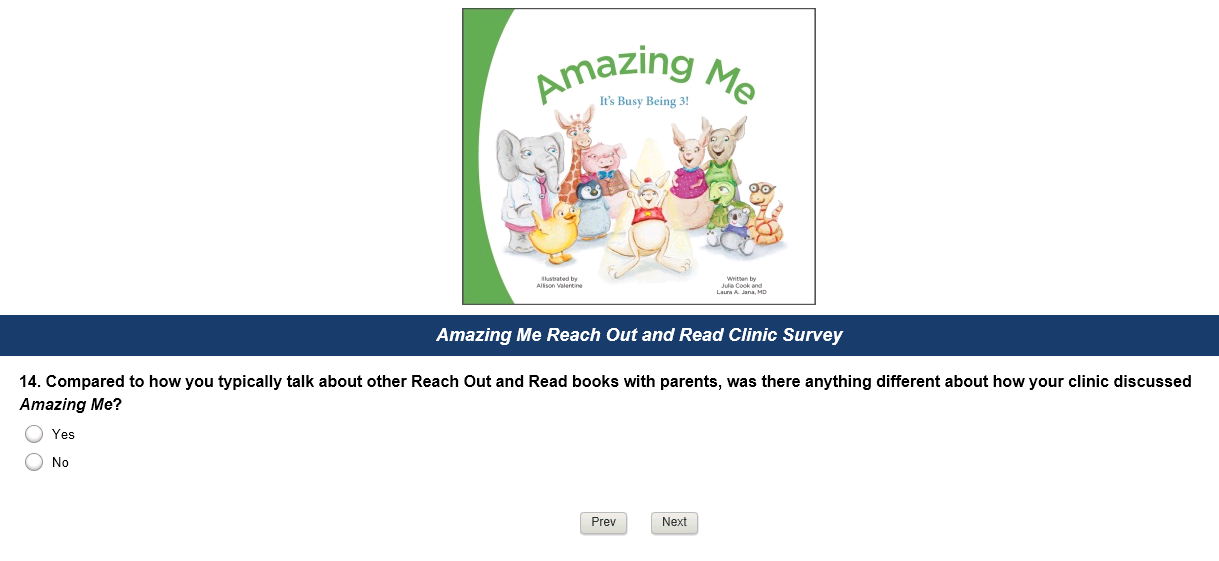 Amazing Me
It's Busy Being 3!
Illustrated by
Allison Valentine
Written by
Julia Cook and
Laura A. Jana, MD
Amazing Me Reach Out and Read Clinic Survey
14. Compared to how you typically talk about other Reach Out and Read books with parents, was there anything different about how your clinic discussed
Amazing Me?
Yes
No
Prev
Next